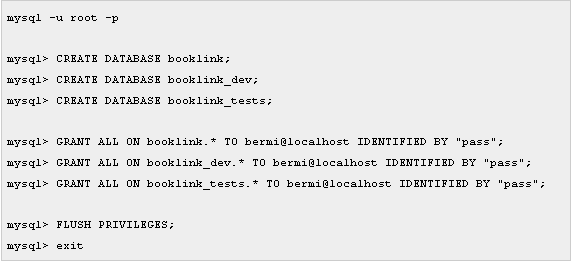 mysql -u root -p
mysql> CREATE DATABASE booklink;
mysql> CREATE DATABASE booklink_dev;
mysql> CREATE DATABASE booklink_tests;
mysql> GRANT ALL ON booklink.* TO bermi@localhost IDENTIFIED BY "pass";
mysql> GRANT ALL ON booklink_dev.* TO bermi@localhost IDENTIFIED BY "pass";
mysql> GRANT ALL ON booklink_tests.* TO bermi@localhost IDENTIFIED BY "pass";
mysql> FLUSH PRIVILEGES;
mysql> exit